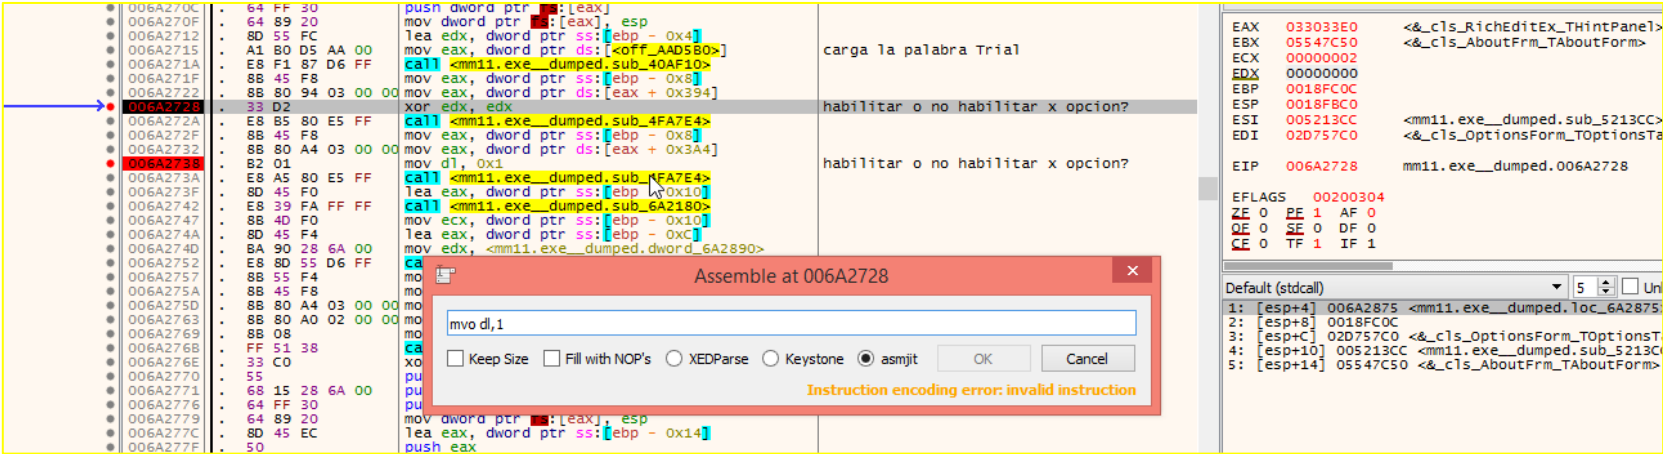 006A270C . 64 FF 30 push dword ptr fs:[eax]
006A270F . 64 89 20 mov dword ptr fs:[eax], esp
006A2712 . 8D 55 FC lea edx, dword ptr ss:[ebp - 0x4]
006A2715 . A1 B0 D5 AA 00 mov eax, dword ptr ds:[<off_AAD5B0>] carga la palabra Trial
006A271A . E8 F1 87 D6 FF call <mm11.exe__dumped.sub_40AF10>
006A271F . 8B 45 F8 mov eax, dword ptr ss:[ebp - 0x8]
006A2722 . 8B 80 94 03 00 00 mov eax, dword ptr ds:[eax + 0x394]
006A2728 . 33 D2 xor edx, edx habilitar o no habilitar x opcion?
006A272A . E8 B5 80 E5 FF call <mm11.exe__dumped.sub_4FA7E4>
006A272F . 8B 45 F8 mov eax, dword ptr ss:[ebp - 0x8]
006A2732 . 8B 80 A4 03 00 00 mov eax, dword ptr ds:[eax + 0x3A4]
006A2738 . B2 01 mov dl, 0x1 habilitar o no habilitar x opcion?
006A273A . E8 A5 80 E5 FF call <mm11.exe__dumped.sub_4FA7E4>
006A273F . 8D 45 F0 lea eax, dword ptr ss:[ebp - 0x10]
006A2742 . E8 39 FA FF FF call <mm11.exe__dumped.sub_6A2180>
006A2747 . 8B 4D F0 mov ecx, dword ptr ss:[ebp - 0x10]
006A274A . 8D 45 F4 lea eax, dword ptr ss:[ebp - 0xC]
006A274D . BA 90 28 6A 00 mov edx, <mm11.exe__dumped.dword_6A2890>
006A2752 . E8 8D 55 D6 FF ca
006A2757 . 8B 55 F4 mo
006A275A . 8B 45 F8 mo
006A275D . 8B 80 A4 03 00 00 mo
006A2763 . 8B 80 A0 02 00 00 mo
006A2769 . 8B 08 mo
006A276B . FF 51 38 ca
006A276E . 33 C0 xo
006A2770 . 55 pu
006A2771 . 68 15 28 6A 00 pu
006A2776 . 64 FF 30 pu
006A2779 . 64 89 20 mov dword ptr fs:[eax], esp
006A277C . 8D 45 EC lea eax, dword ptr ss:[ebp - 0x14]
006A277F . 50 push eax
Assemble at 006A2728
mvo dl,1
Keep Size Fill with NOP's XEDParse Keystone asmjit OK Cancel
Instruction encoding error: invalid instruction
EAX 033033E0 <&_cls_RichEditEx_THintPanel>
EBX 05547C50 <&_cls_AboutFrm_TAboutForm>
ECX 00000002
EDX 00000000
EBP 0018FC0C
ESP 0018FBC0
ESI 005213CC <mm11.exe__dumped.sub_5213CC>
EDI 02D757C0 <&_cls_OptionsForm_TOptionsTa
EIP 006A2728 mm11.exe__dumped.006A2728
EFLAGS 00200304
ZF 0 PF 1 AF 0
OF 0 SF 0 DF 0
CF 0 TF 1 IF 1
Default (stdcall) 5 Unl
1: [esp+4] 006A2875 <mm11.exe__dumped.loc_6A2875>
2: [esp+8] 0018FC0C
3: [esp+C] 02D757C0 <&_cls_OptionsForm_TOptionsT
4: [esp+10] 005213CC <mm11.exe__dumped.sub_5213C
5: [esp+14] 05547C50 <&_cls_AboutFrm_TAboutForm>